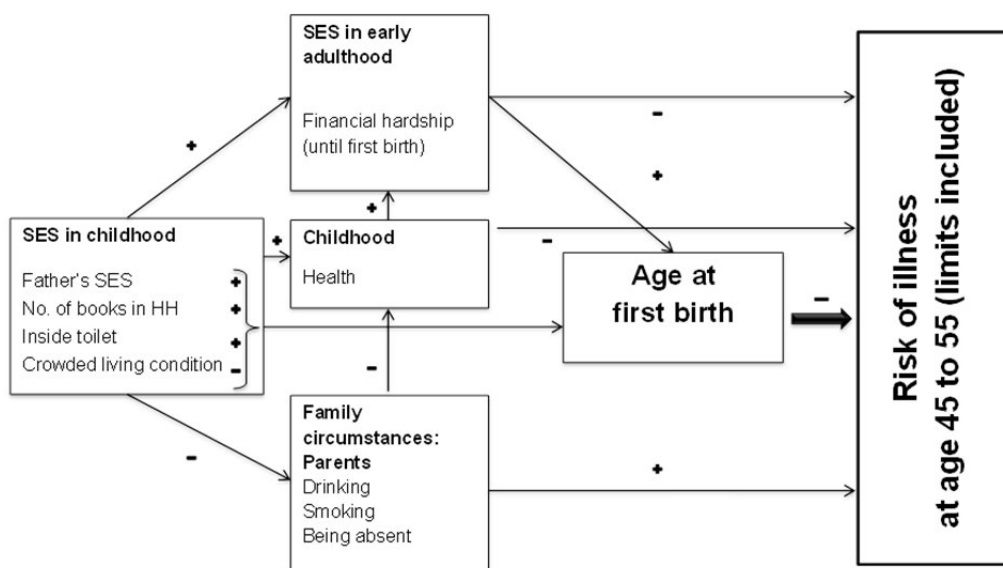 SES in early
adulthood
Financial hardship
(until first birth)
+
-
+
+
SES in childhood
Father's SES +
No. of books in HH +
Inside toilet +
Crowded living condition -
+
Childhood
Health
-
Age at
first birth
-
-
-
Family
circumstances:
Parents
Drinking
Smoking
Being absent
+
Risk of illness
at age 45 to 55 (limits included)